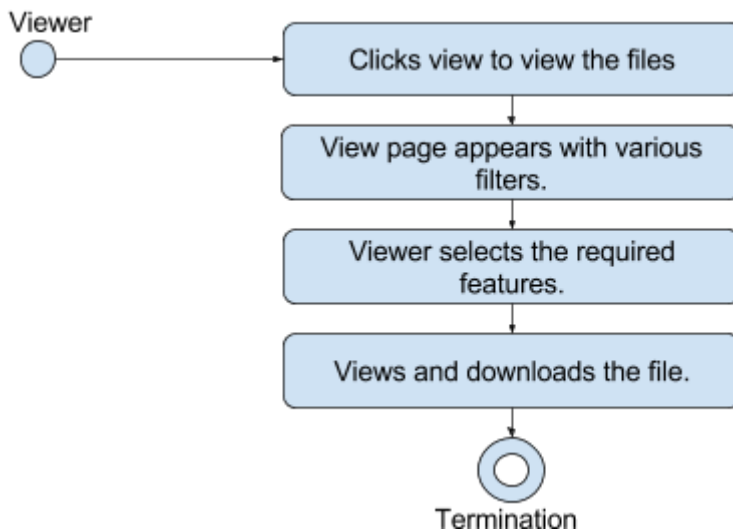 Viewer
Clicks view to view the files
View page appears with various
filters.
Viewer selects the required
features.
Views and downloads the file.
Termination